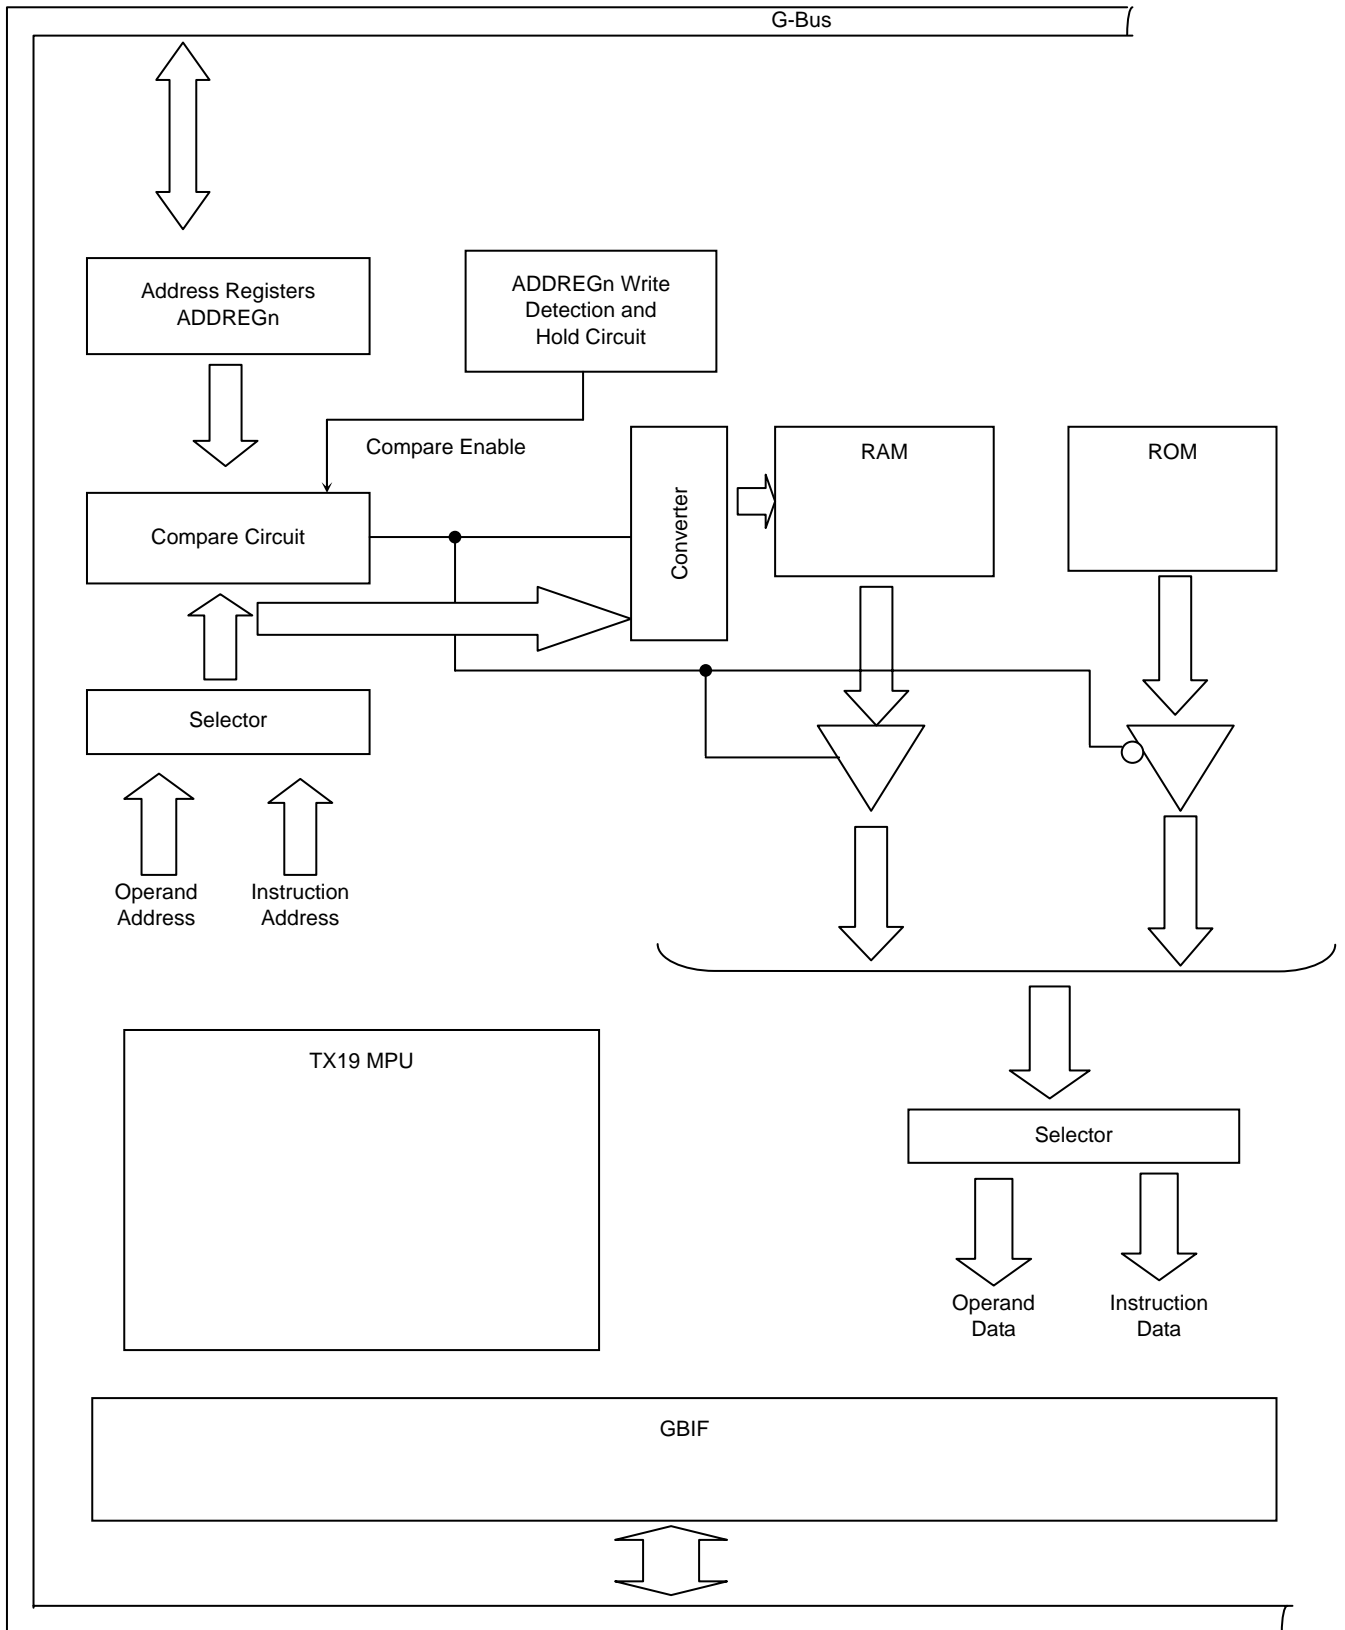 G-Bus
Address Registers
ADDREGn
ADDREGn Write
Detection and
Hold Circuit
Compare Enable
Converter
RAM
ROM
Compare Circuit
Selector
Operand
Address
Instruction
Address
TX19 MPU
Selector
Operand
Data
Instruction
Data
GBIF